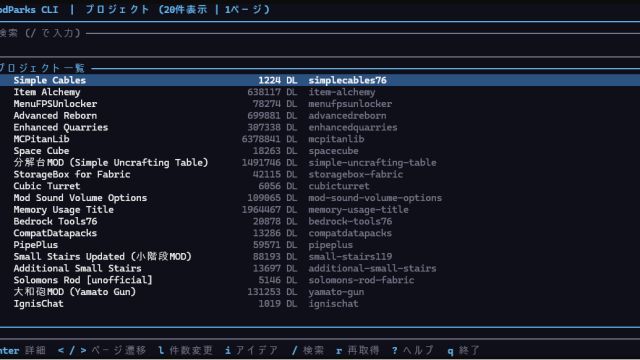 odParks CLI | プロジェクト (20件表示 | 1ページ)
検索 (/ で入力)
プロジェクト一覧
Simple Cables 1224 DL simplecables76
Item Alchemy 638117 DL item-alchemy
MenuFPSUnlocker 78274 DL menufpsunlocker
Advanced Reborn 699881 DL advancedreborn
Enhanced Quarries 307338 DL enhancedquarries
MCPitanLib 6378841 DL mcpitanlib
Space Cube 18263 DL spacecube
分解台MOD (Simple Uncrafting Table) 1491746 DL simple-uncrafting-table
StorageBox for Fabric 42115 DL storagebox-fabric
Cubic Turret 6056 DL cubicturret
Mod Sound Volume Options 109065 DL mod-sound-volume-options
Memory Usage Title 1964467 DL memory-usage-title
Bedrock Tools76 20878 DL bedrock-tools76
CompatDatapacks 13286 DL compatdatapacks
PipePlus 59571 DL pipeplus
Small Stairs Updated (小階段MOD) 88193 DL small-stairs119
Additional Small Stairs 13697 DL additional-small-stairs
Solomons Rod [unofficial] 5146 DL solomons-rod-fabric
大和砲MOD (Yamato Gun) 131253 DL yamato-gun
IgnisChat 1019 DL ignischat
nter 詳細 < / > ページ遷移 l 件数変更 i アイデア / 検索 r 再取得 ? ヘルプ q 終了